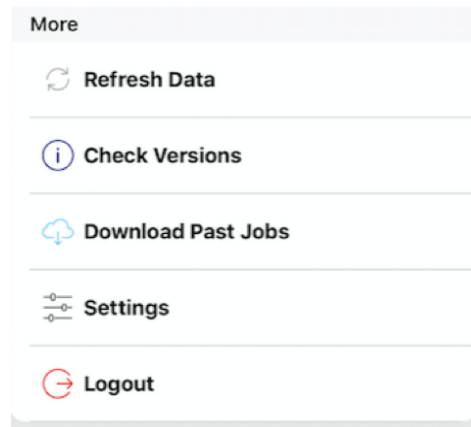 More
Refresh Data
Check Versions
Download Past Jobs
Settings
Logout